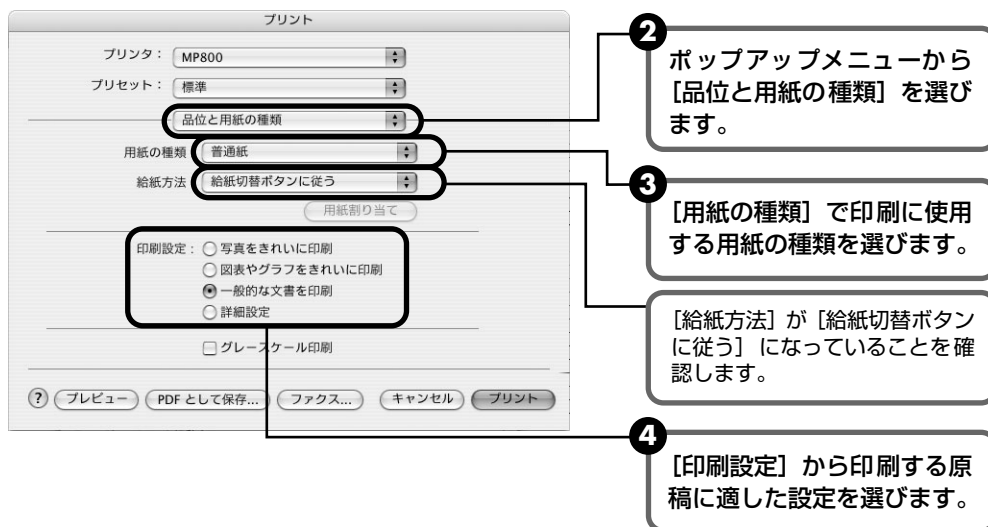 プリント
プリンタ： MP800
プリセット： 標準
品位と用紙の種類
用紙の種類 普通紙
給紙方法 給紙切替ボタンに従う
用紙割り当て
印刷設定： 写真をきれいに印刷
図表やグラフをきれいに印刷
一般的な文書を印刷
詳細設定
グレースケール印刷
? プレビュー PDF として保存... ファクス... キャンセル プリント
2
ポップアップメニューから
［品位と用紙の種類］を選び
ます。
3
［用紙の種類］で印刷に使用
する用紙の種類を選びます。
［給紙方法］が［給紙切替ボタン
に従う］になっていることを確
認します。
4
［印刷設定］から印刷する原
稿に適した設定を選びます。